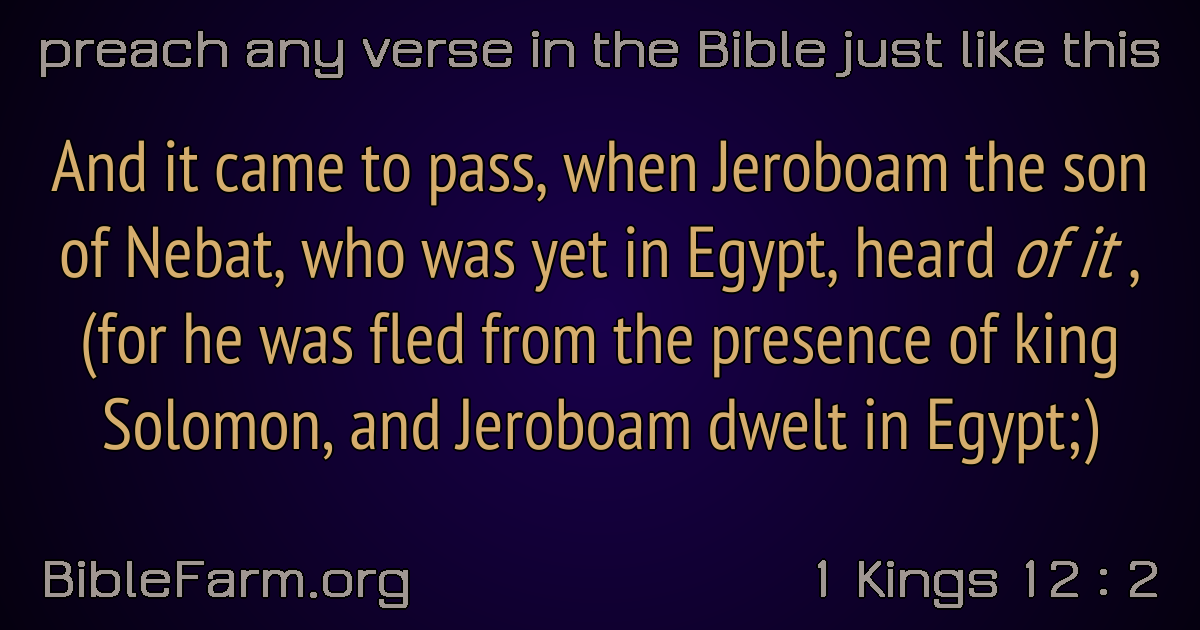 preach any verse in the Bible just like this
And it came to pass, when Jeroboam the son
of Nebat, who was yet in Egypt, heard of it ,
(for he was fled from the presence of king
Solomon, and Jeroboam dwelt in Egypt;)
BibleFarm.org
1 Kings 12 : 2